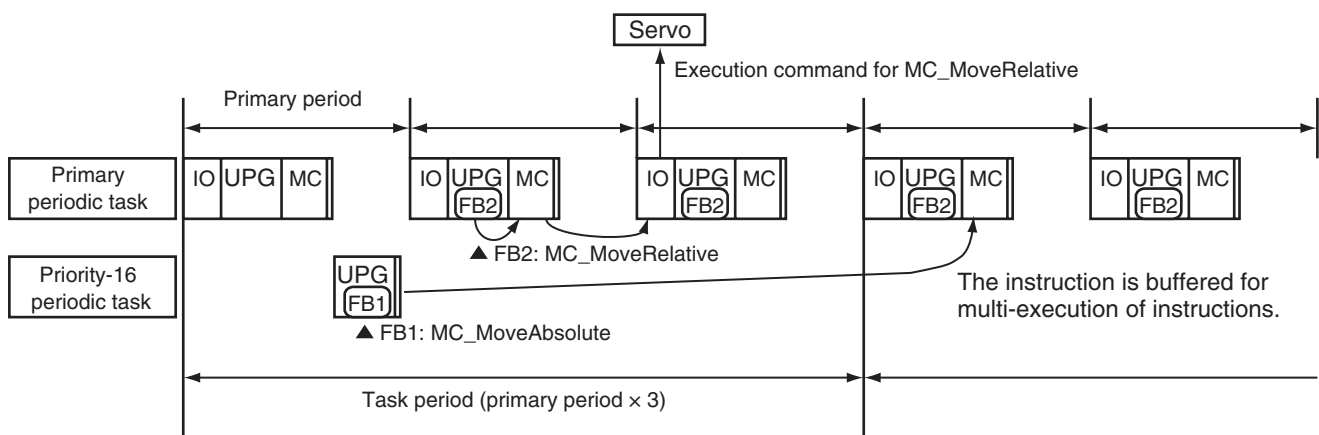 Servo
Execution command for MC_MoveRelative
Primary period
Primary
periodic task
IO UPG MC
IO UPG MC
FB2
IO UPG MC
FB2
IO UPG MC
FB2
IO UPG MC
FB2
▲ FB2: MC_MoveRelative
Priority-16
periodic task
UPG
FB1
The instruction is buffered for
multi-execution of instructions.
▲ FB1: MC_MoveAbsolute
Task period (primary period × 3)